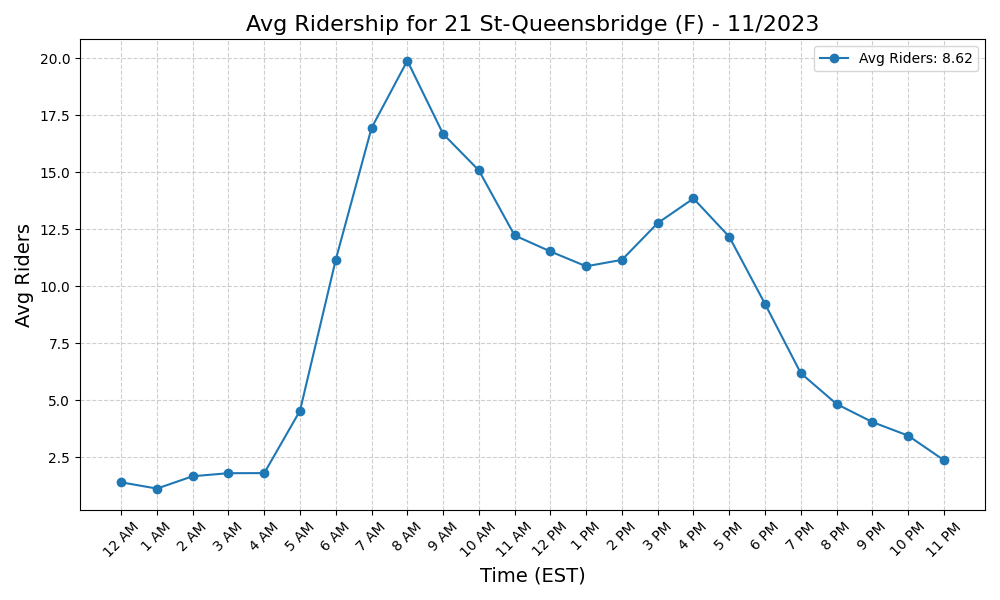 Avg Ridership for 21 St-Queensbridge (F) - 11/2023
Avg Riders: 8.62
Avg Riders
20.0
17.5
15.0
12.5
10.0
7.5
5.0
2.5
12 AM
1 AM
2 AM
3 AM
4 AM
5 AM
6 AM
7 AM
8 AM
9 AM
10 AM
11 AM
12 PM
1 PM
2 PM
3 PM
4 PM
5 PM
6 PM
7 PM
8 PM
9 PM
10 PM
11 PM
Time (EST)